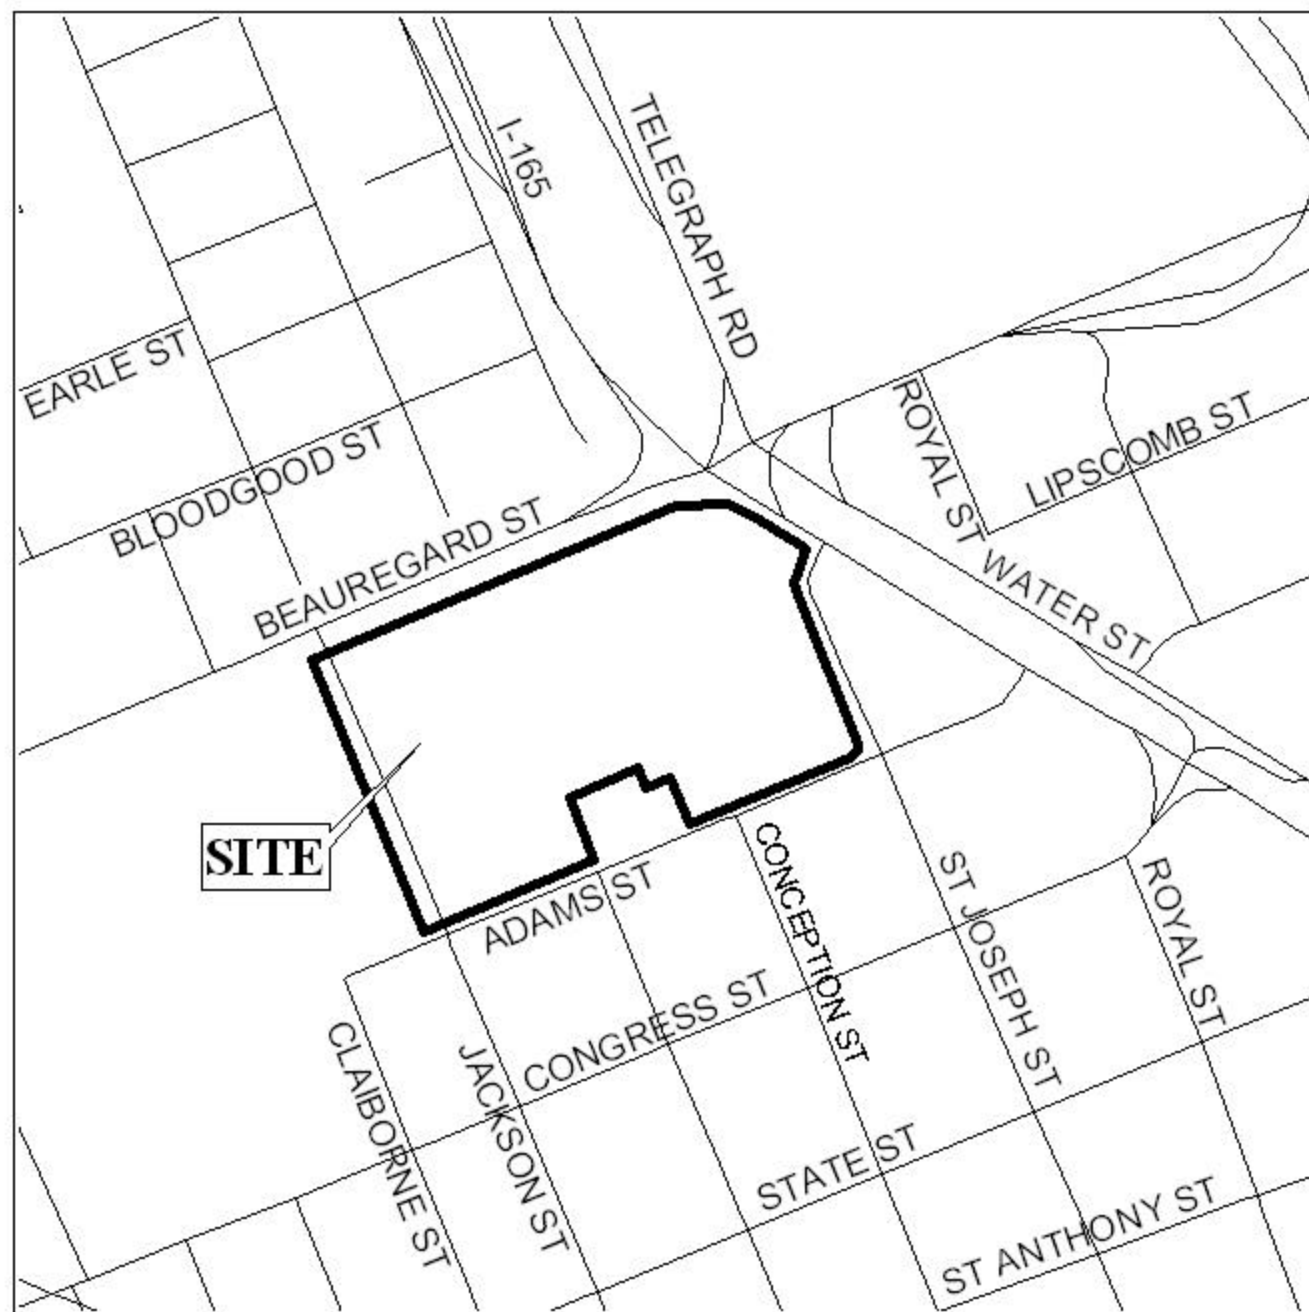 I-165
TELEGRAPH RD
EARLE ST
BLOODGOOD ST
ROYAL ST
LIPSCOMB ST
BEAUREGARD ST
WATER ST
SITE
ADAMS ST
CONCEPTION ST
ST JOSEPH ST
ROYAL ST
CONGRESS ST
CLAIBORNE ST
JACKSON ST
STATE ST
ST ANTHONY ST